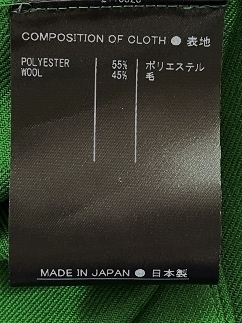 COMPOSITION OF CLOTH ● 表地
POLYESTER 55% ポリエステル
WOOL 45% 毛
MADE IN JAPAN ● 日本製